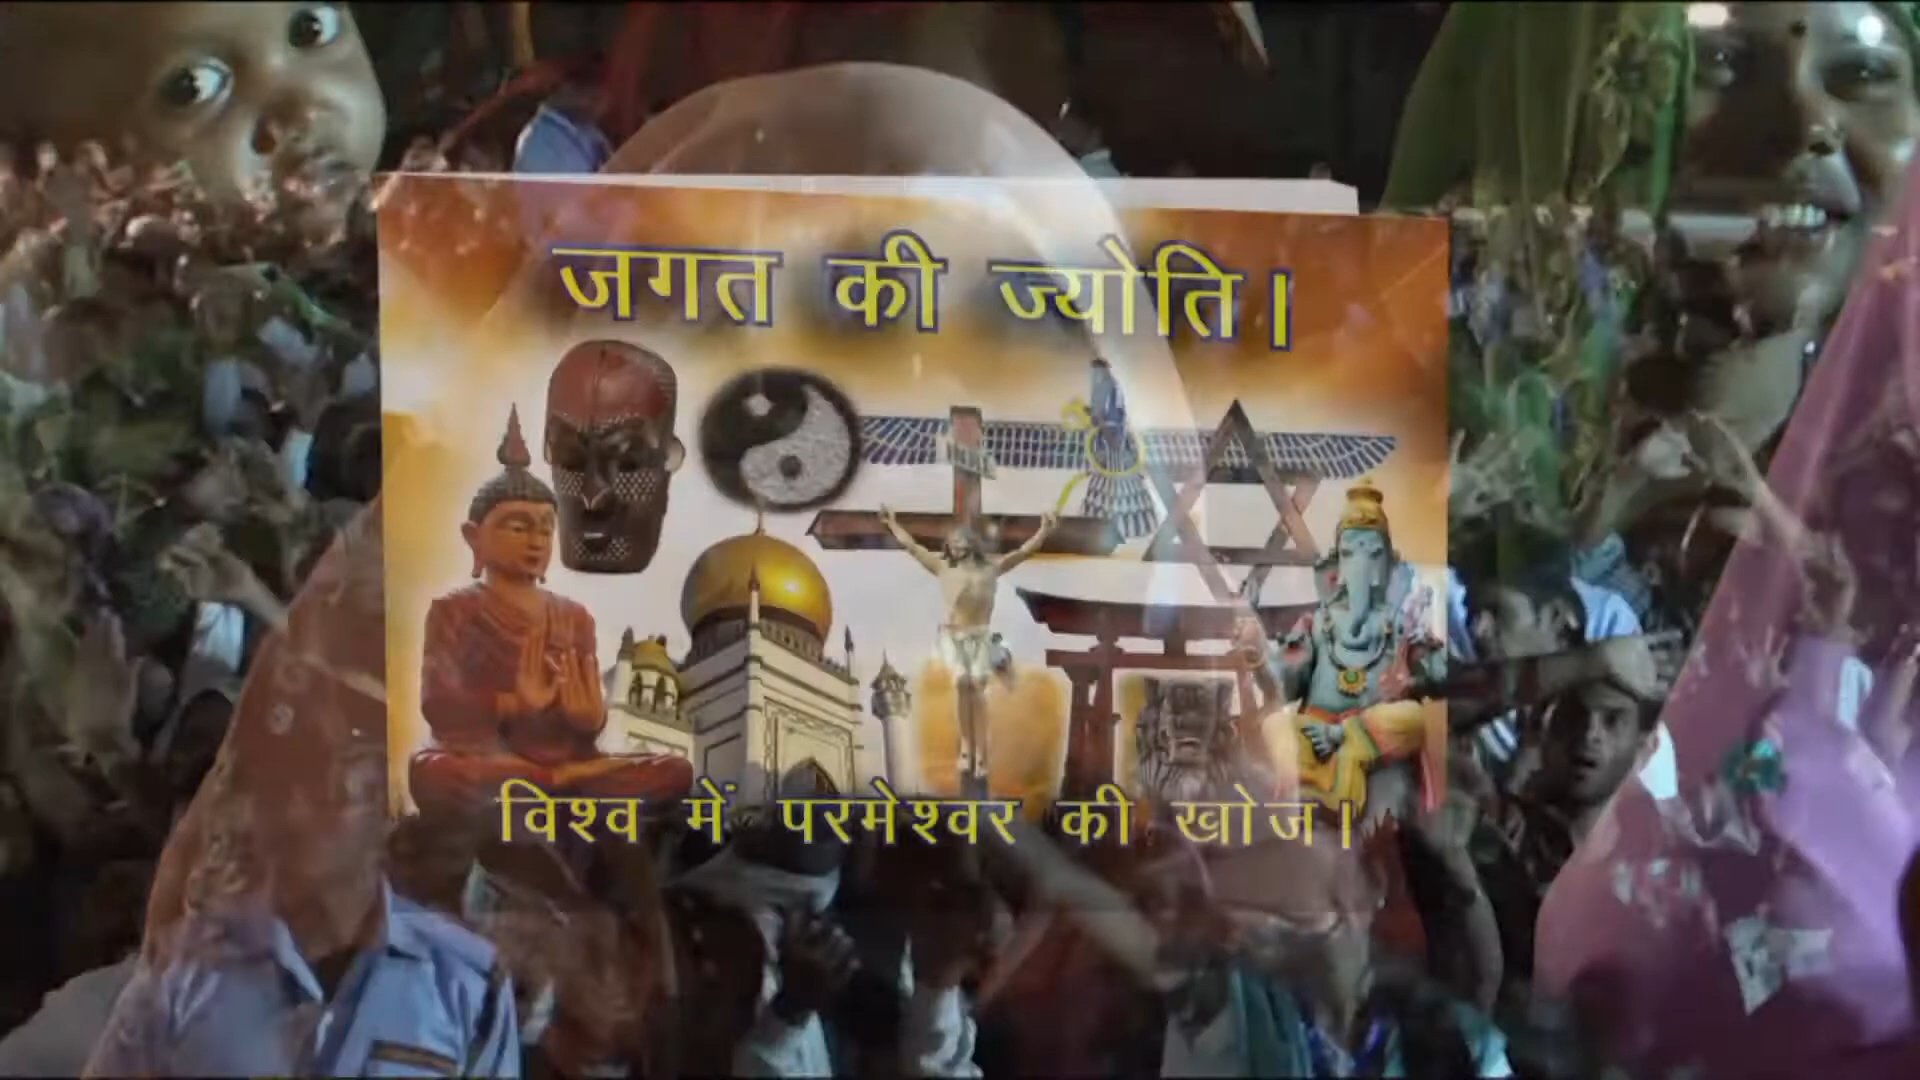 जगत की ज्योति।
विश्व में परमेश्वर की खोज।